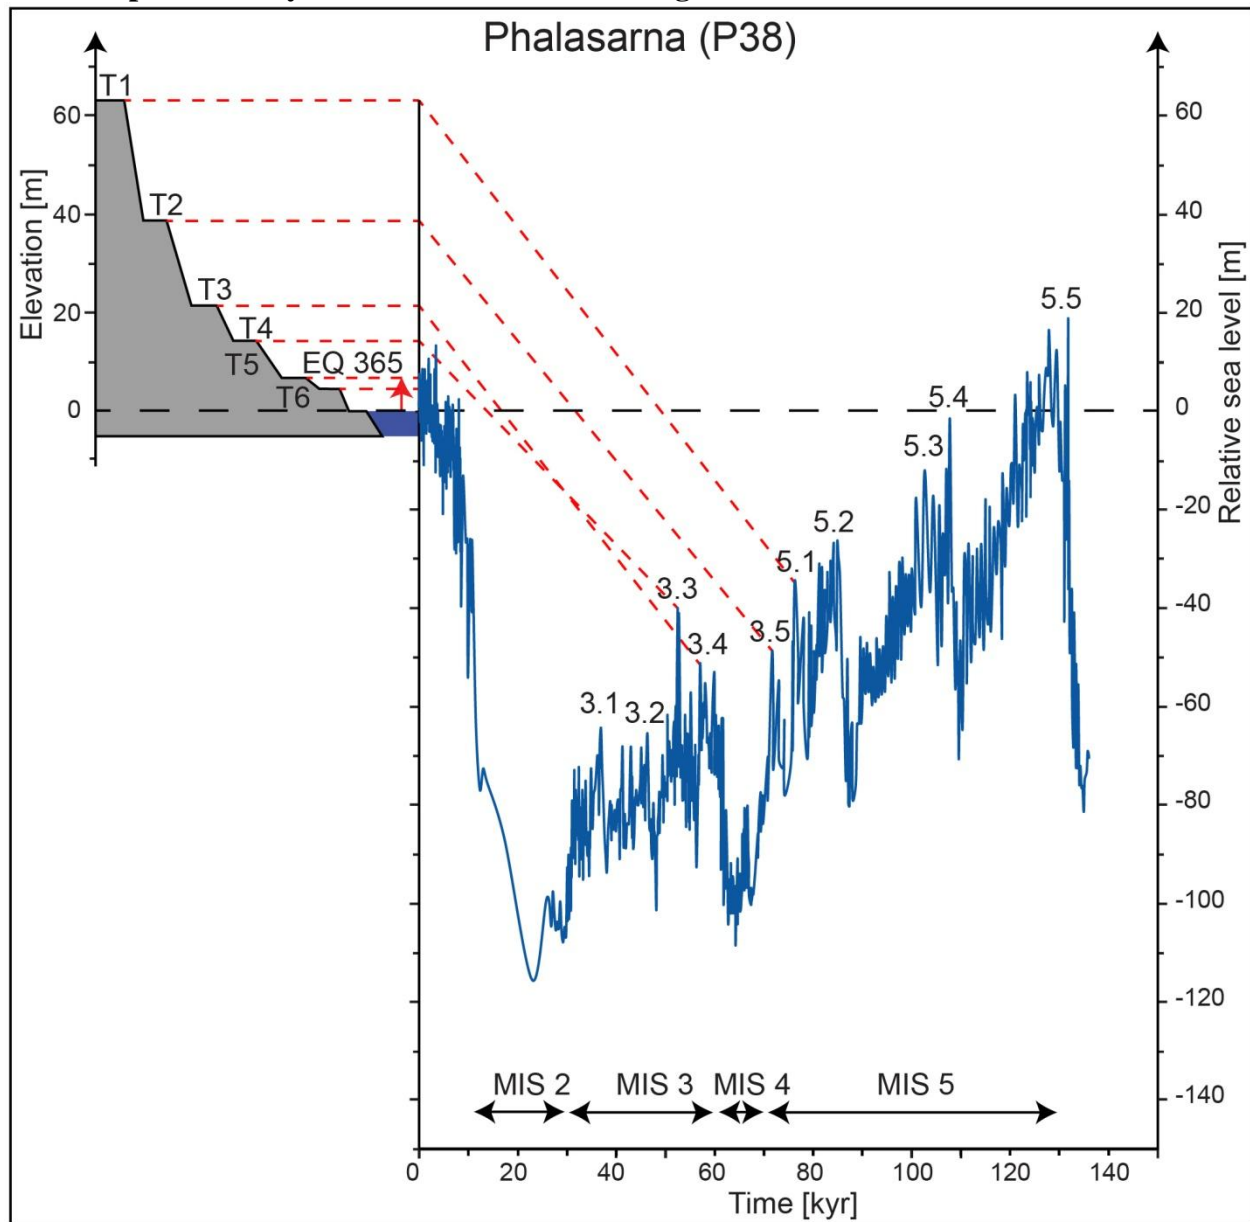 Phalasarna (P38)
Elevation [m]
60
40
20
0
T1
T2
T3
T4
T5
EQ 365
T6
60
40
20
0
-20
-40
-60
-80
-100
-120
-140
Relative sea level [m]
5.5
5.4
5.3
5.2
5.1
3.5
3.3
3.4
3.1
3.2
MIS 2
MIS 3
MIS 4
MIS 5
0 20 40 60 80 100 120 140
Time [kyr]